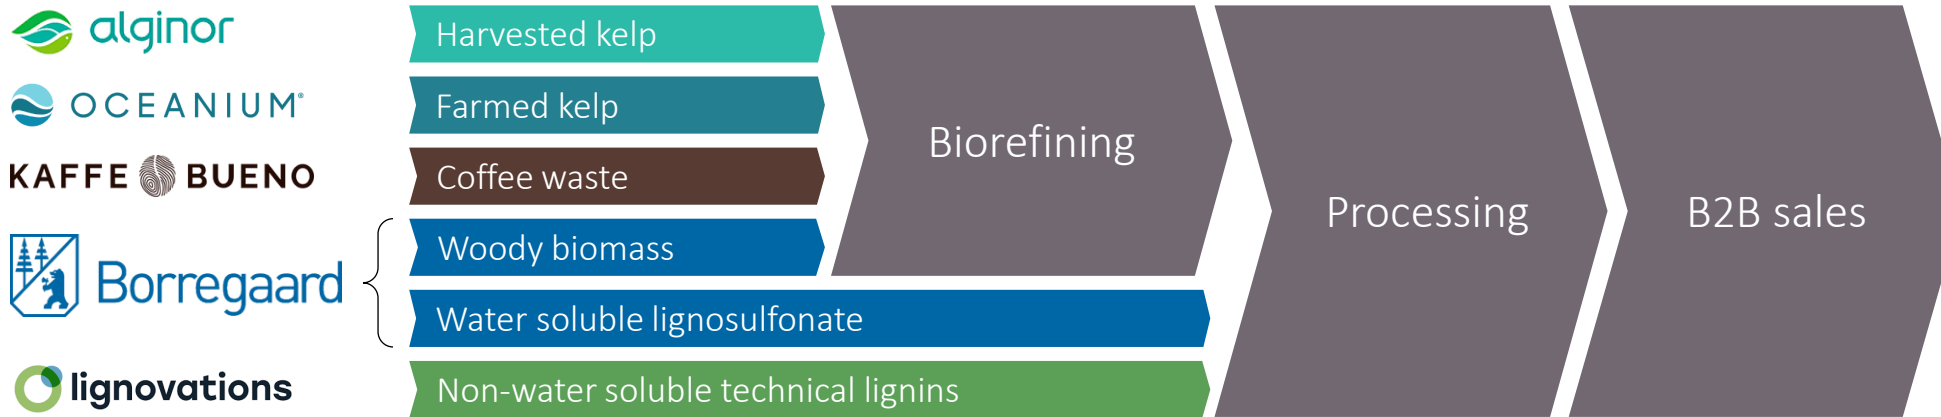 alginor
Harvested kelp
OCEANIUM®
Farmed kelp
KAFFE BUENO
Coffee waste
Borregaard
Woody biomass
Water soluble lignosulfonate
lignovations
Non-water soluble technical lignins
Biorefining
Processing
B2B sales